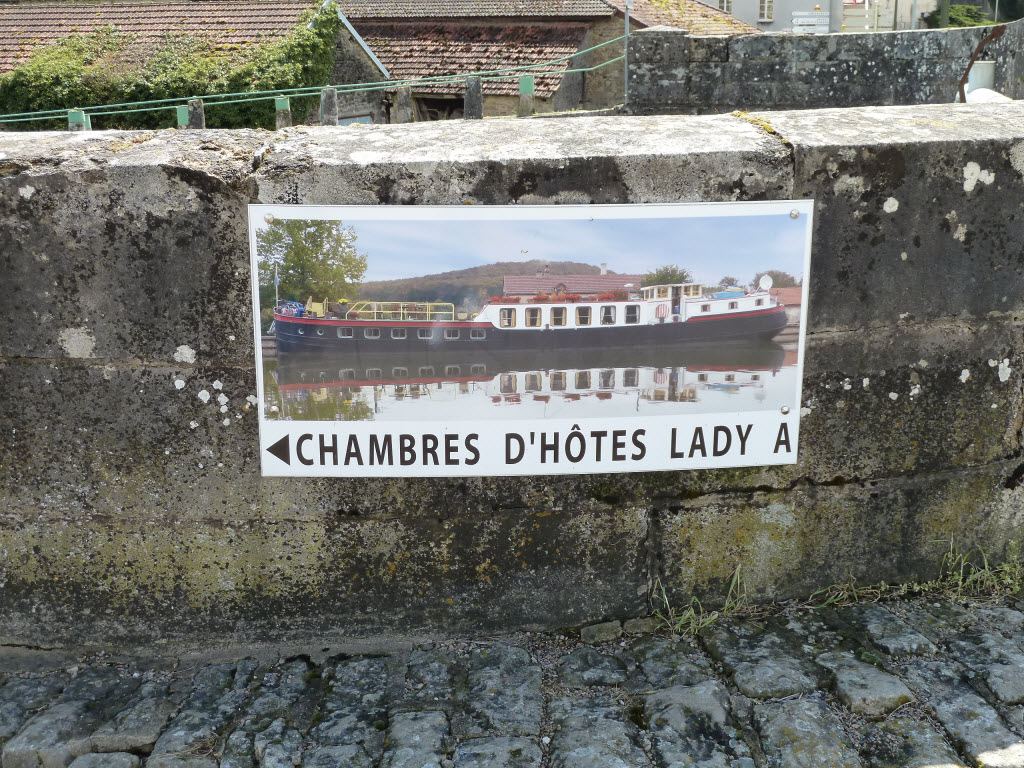 ◀CHAMBRES D'HÔTES LADY A